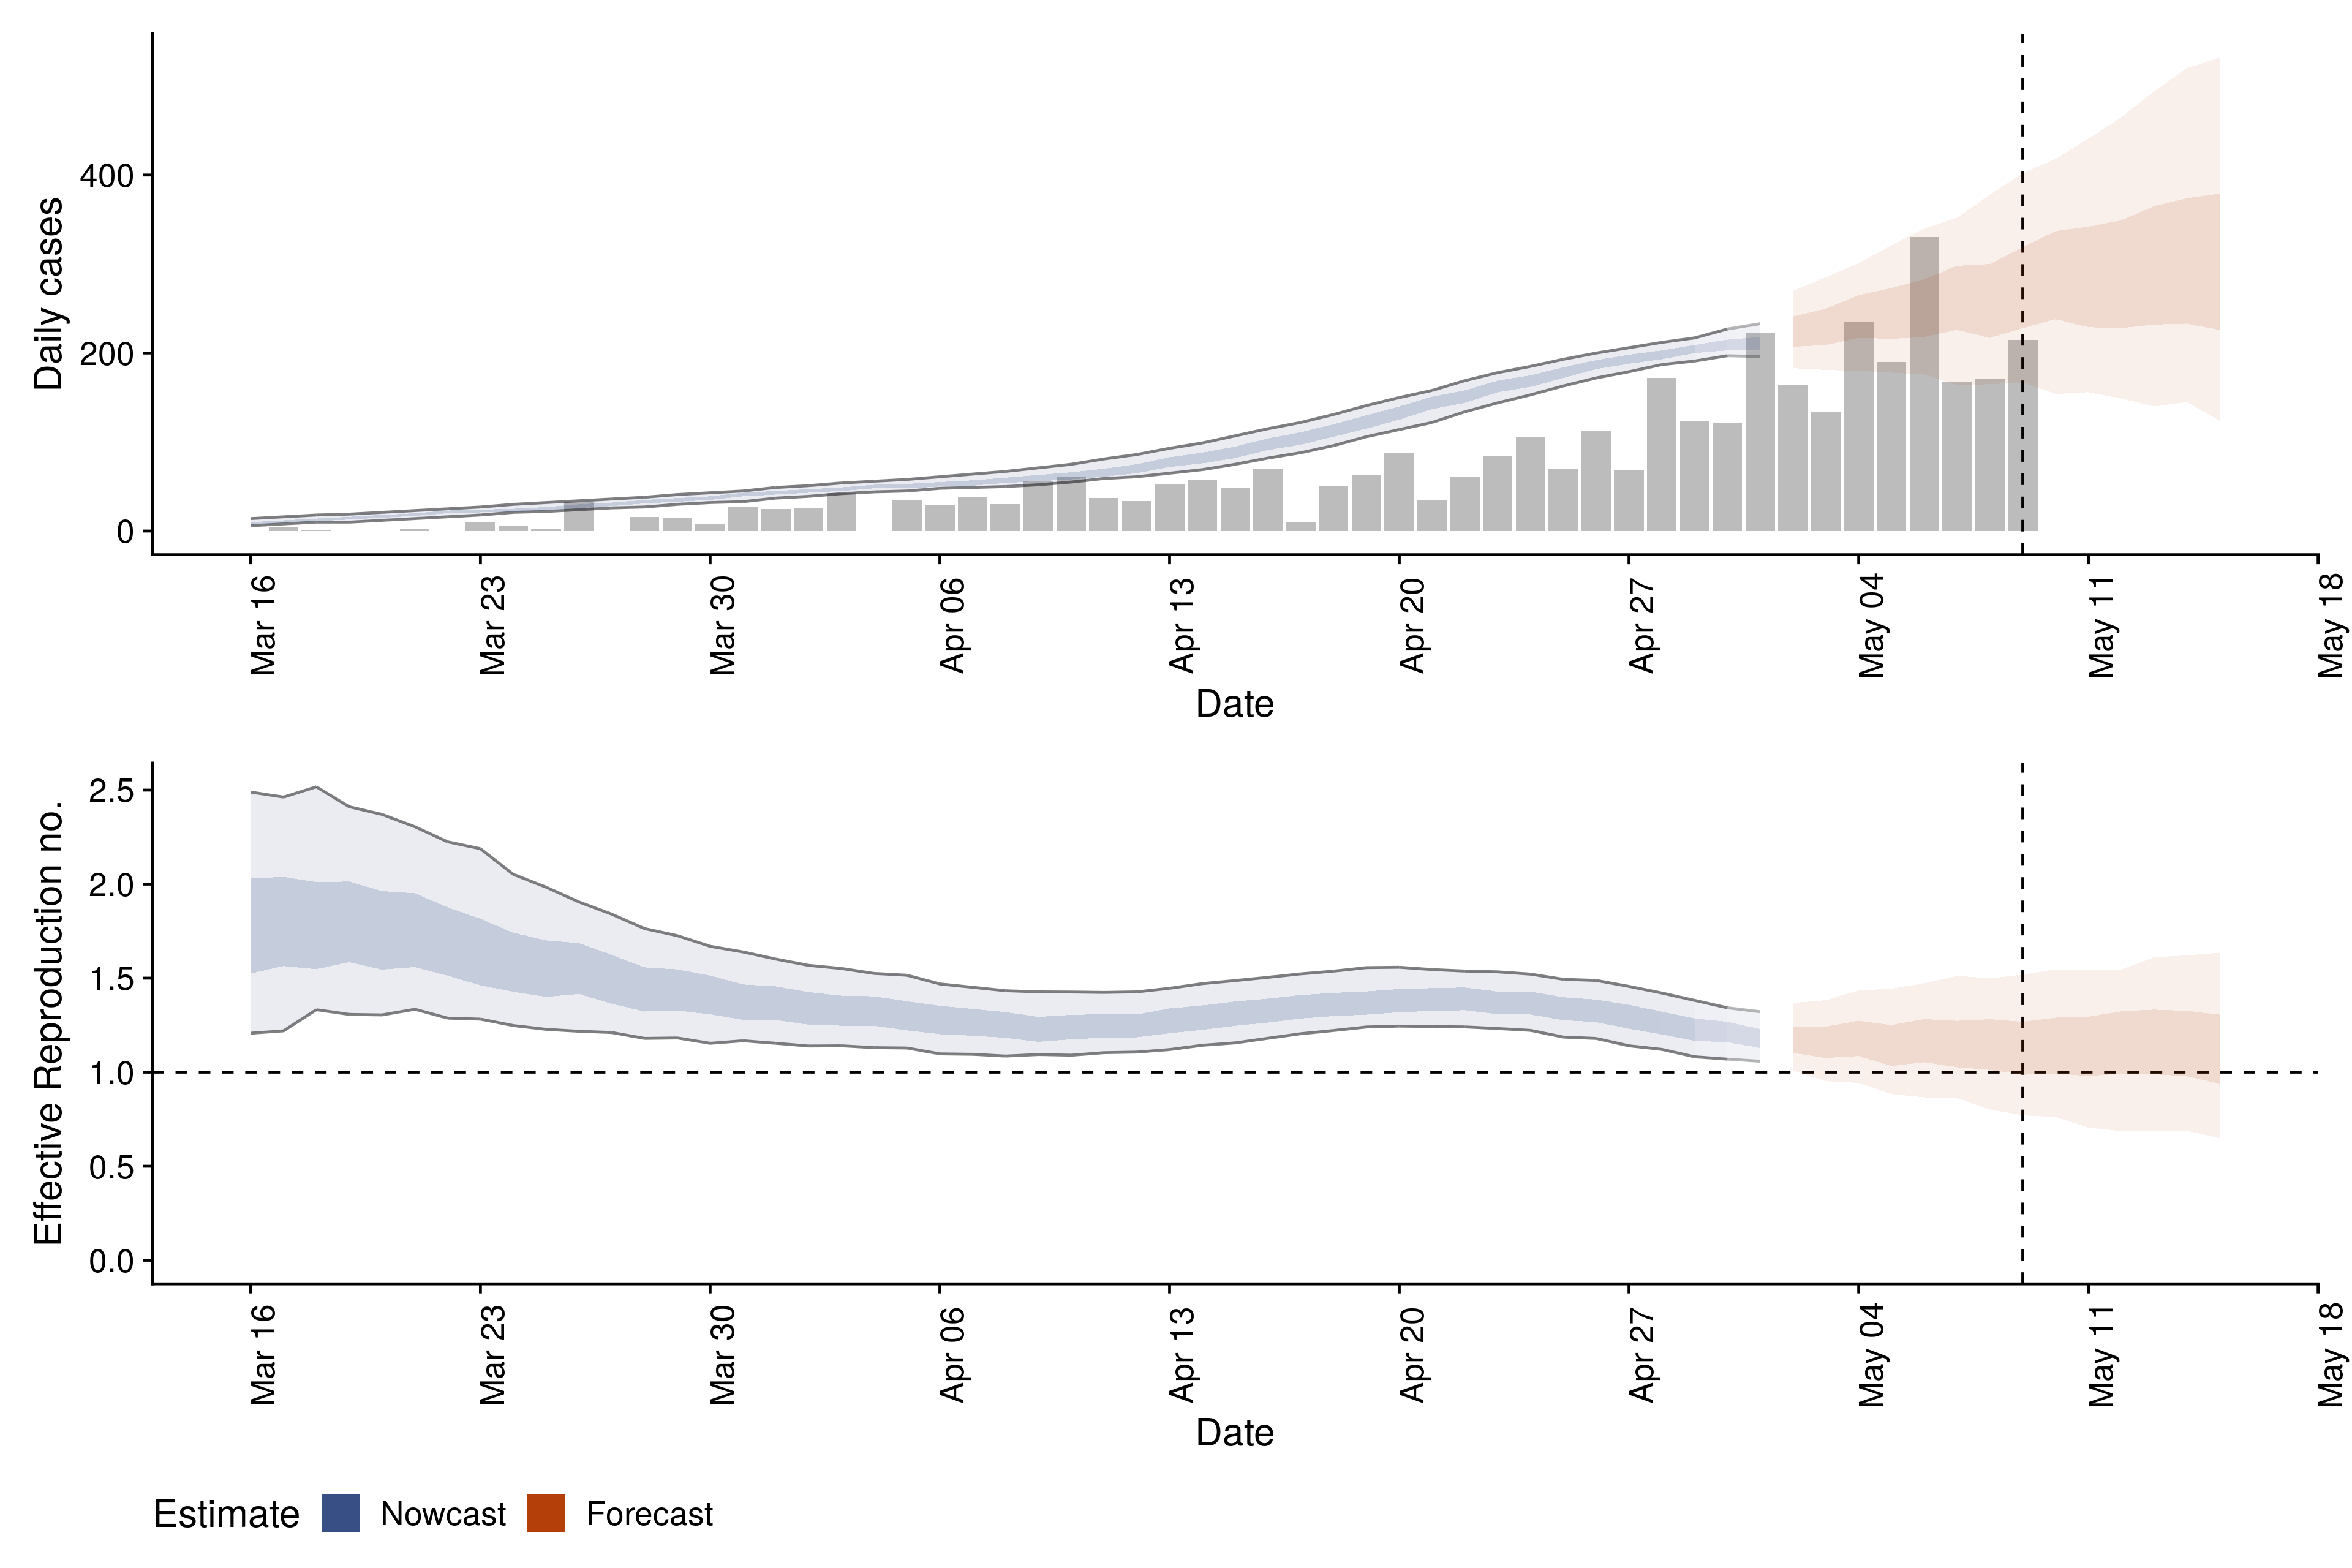 Daily cases
400
200
0
Mar 16
Mar 23
Mar 30
Apr 06
Apr 13
Apr 20
Apr 27
May 04
May 11
May 18
Date
Effective Reproduction no.
2.5
2.0
1.5
1.0
0.5
0.0
Mar 16
Mar 23
Mar 30
Apr 06
Apr 13
Apr 20
Apr 27
May 04
May 11
May 18
Date
Estimate Nowcast Forecast